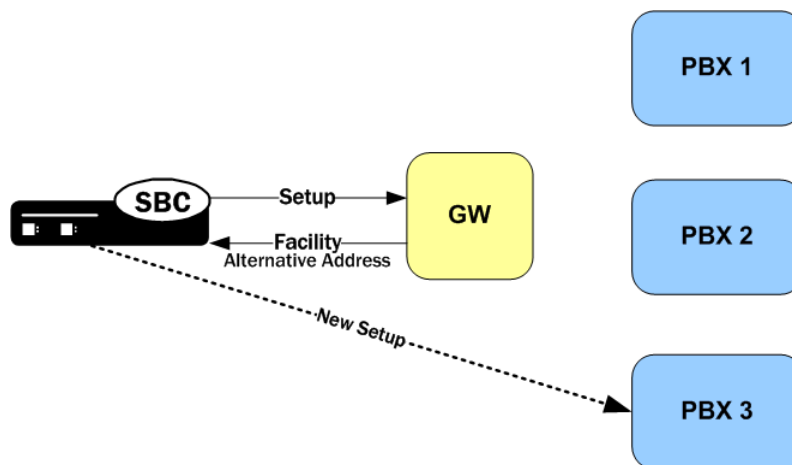 PBX 1
SBC
Setup
GW
Facility
Alternative Address
PBX 2
New Setup
PBX 3